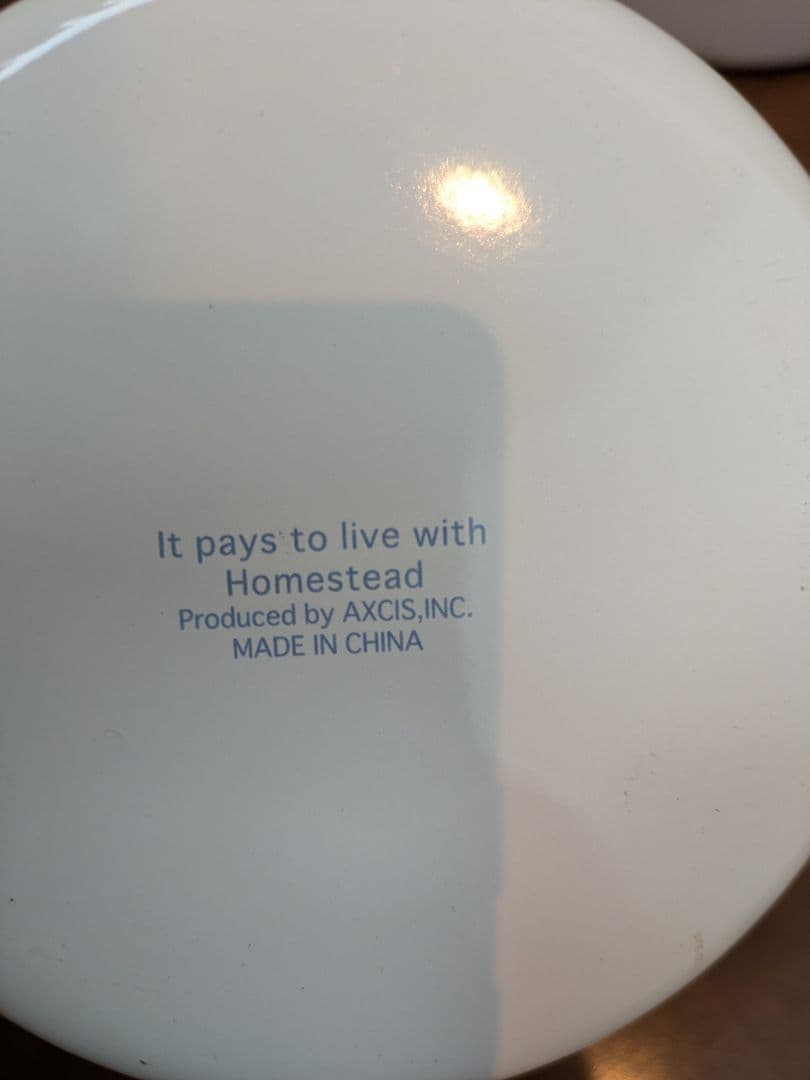 It pays to live with
Homestead
Produced by AXCIS,INC.
MADE IN CHINA